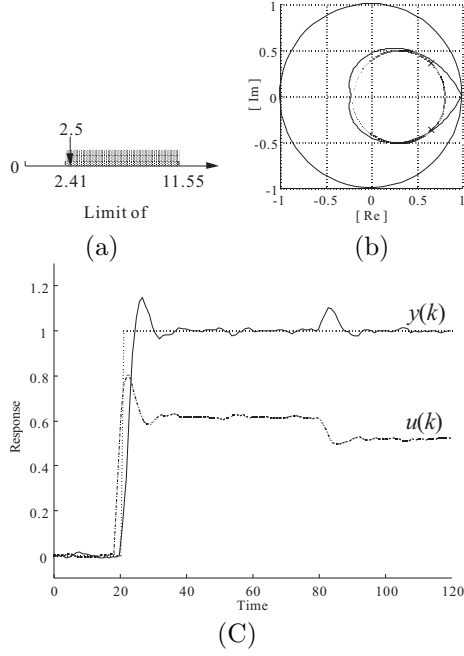 2.5
0
2.41 11.55
Limit of
(a)
1
0.5
0
-0.5
-1
[ Im ]
-1 -0.5 0 0.5 1
[ Re ]
(b)
1.2
1
0.8
0.6
0.4
0.2
0
Response
y(k)
u(k)
0 20 40 60 80 100 120
Time
(C)